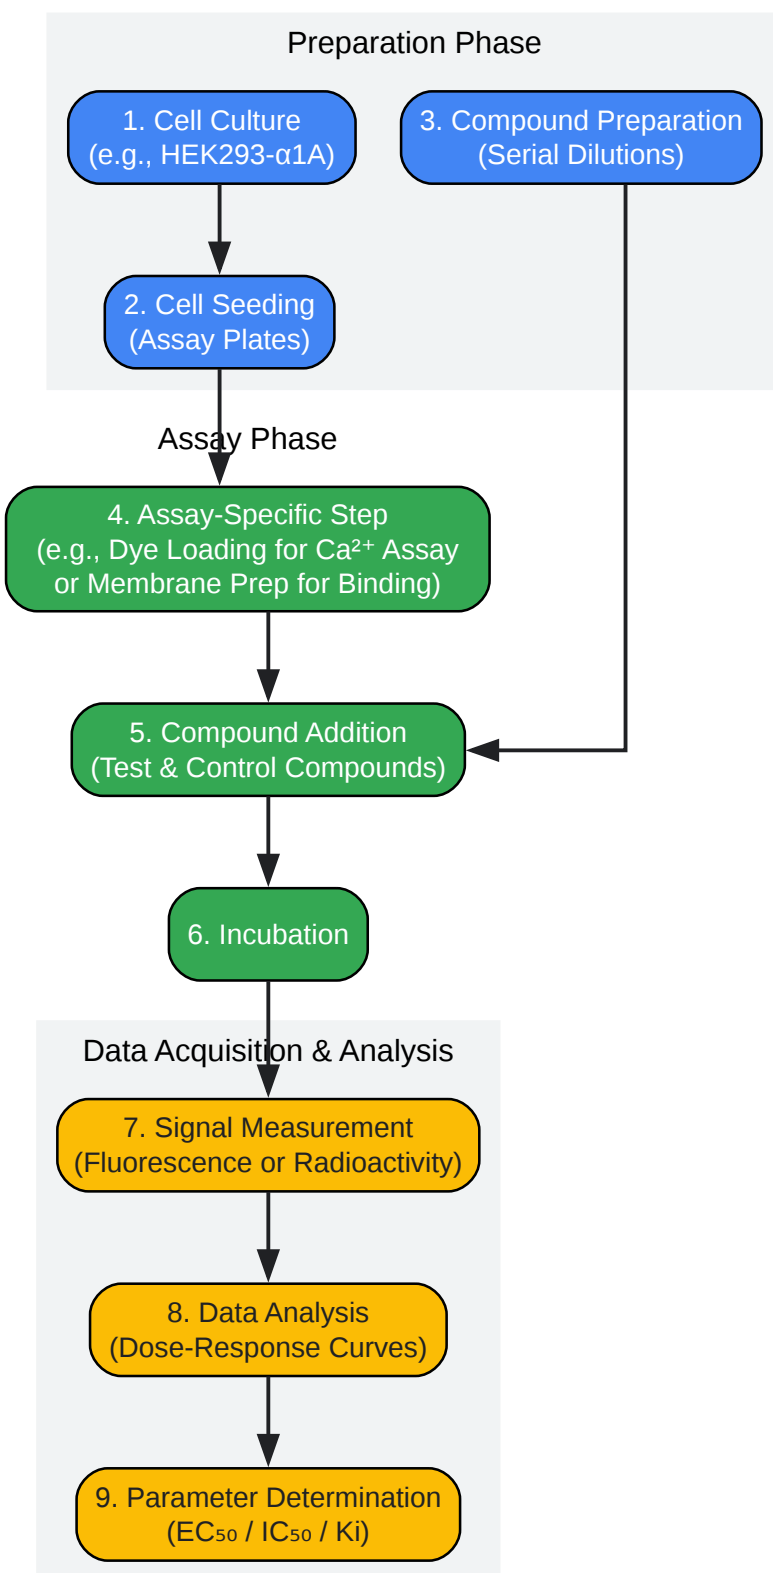 Preparation Phase
1. Cell Culture
(e.g., HEK293-α1A)
3. Compound Preparation
(Serial Dilutions)
2. Cell Seeding
(Assay Plates)
Assay Phase
4. Assay-Specific Step
(e.g., Dye Loading for Ca²⁺ Assay
or Membrane Prep for Binding)
5. Compound Addition
(Test & Control Compounds)
6. Incubation
Data Acquisition & Analysis
7. Signal Measurement
(Fluorescence or Radioactivity)
8. Data Analysis
(Dose-Response Curves)
9. Parameter Determination
(EC₅₀ / IC₅₀ / Ki)